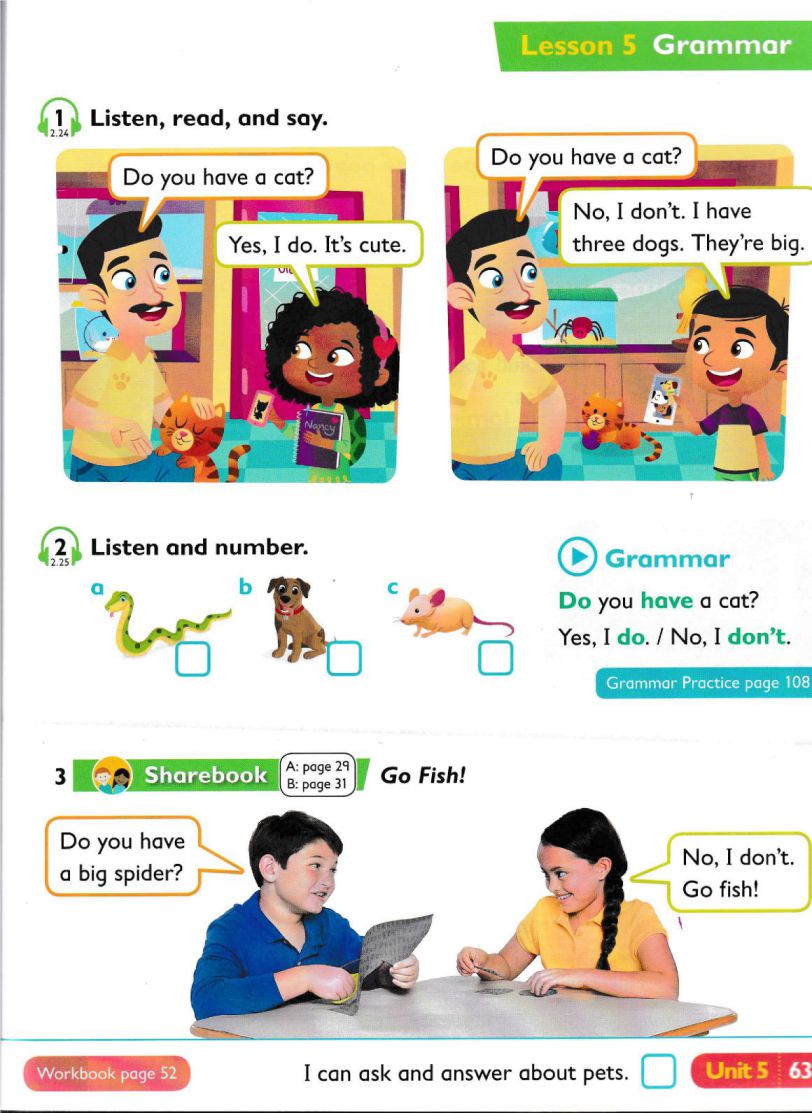 Lesson 5 Grammar
1 Listen, read, and say.
2.24
Do you have a cat?
Yes, I do. It's cute.
Nancy
Do you have a cat?
No, I don't. I have
three dogs. They're big.
2 Listen and number.
2.25
a
b
c
Grammar
Do you have a cat?
Yes, I do. / No, I don't.
Grammar Practice page 108
3 Sharebook
A: page 29
B: page 31
Go Fish!
Do you have
a big spider?
No, I don't.
Go fish!
Workbook page 52
I can ask and answer about pets.
Unit 5 63